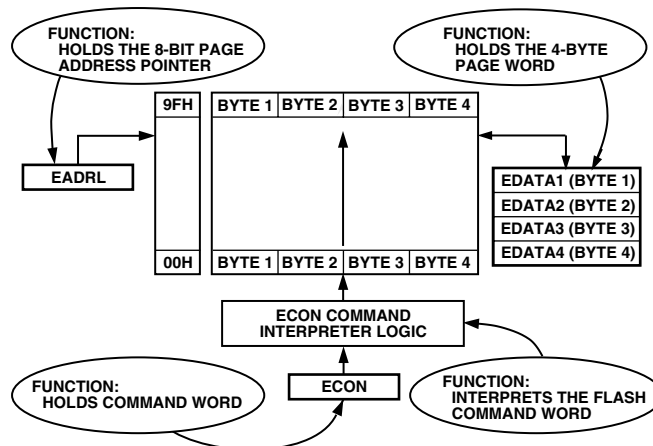 FUNCTION:
HOLDS THE 8-BIT PAGE
ADDRESS POINTER
FUNCTION:
HOLDS THE 4-BYTE
PAGE WORD
9FH
BYTE 1 BYTE 2 BYTE 3 BYTE 4
EADRL
EDATA1 (BYTE 1)
EDATA2 (BYTE 2)
EDATA3 (BYTE 3)
EDATA4 (BYTE 4)
00H
BYTE 1 BYTE 2 BYTE 3 BYTE 4
ECON COMMAND
INTERPRETER LOGIC
FUNCTION:
HOLDS COMMAND WORD
ECON
FUNCTION:
INTERPRETS THE FLASH
COMMAND WORD